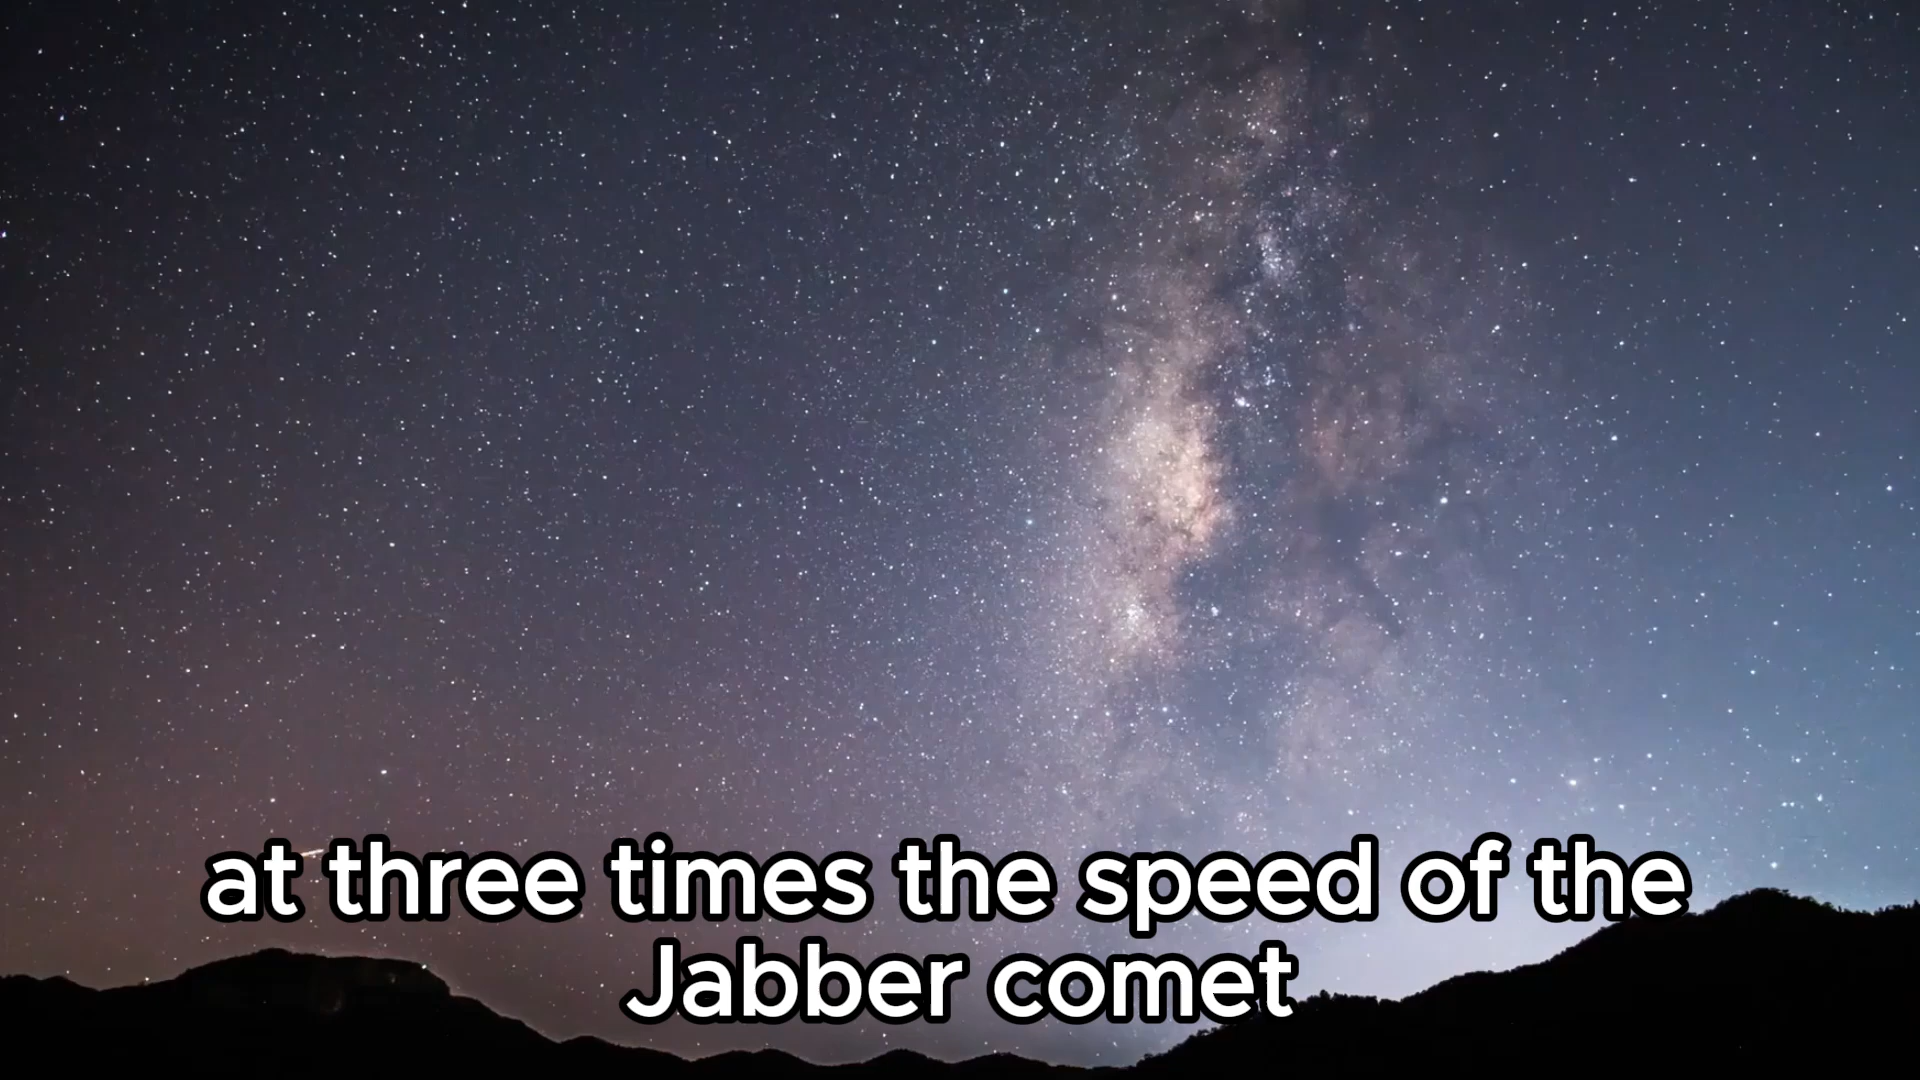 at three times the speed of the
Jabber comet